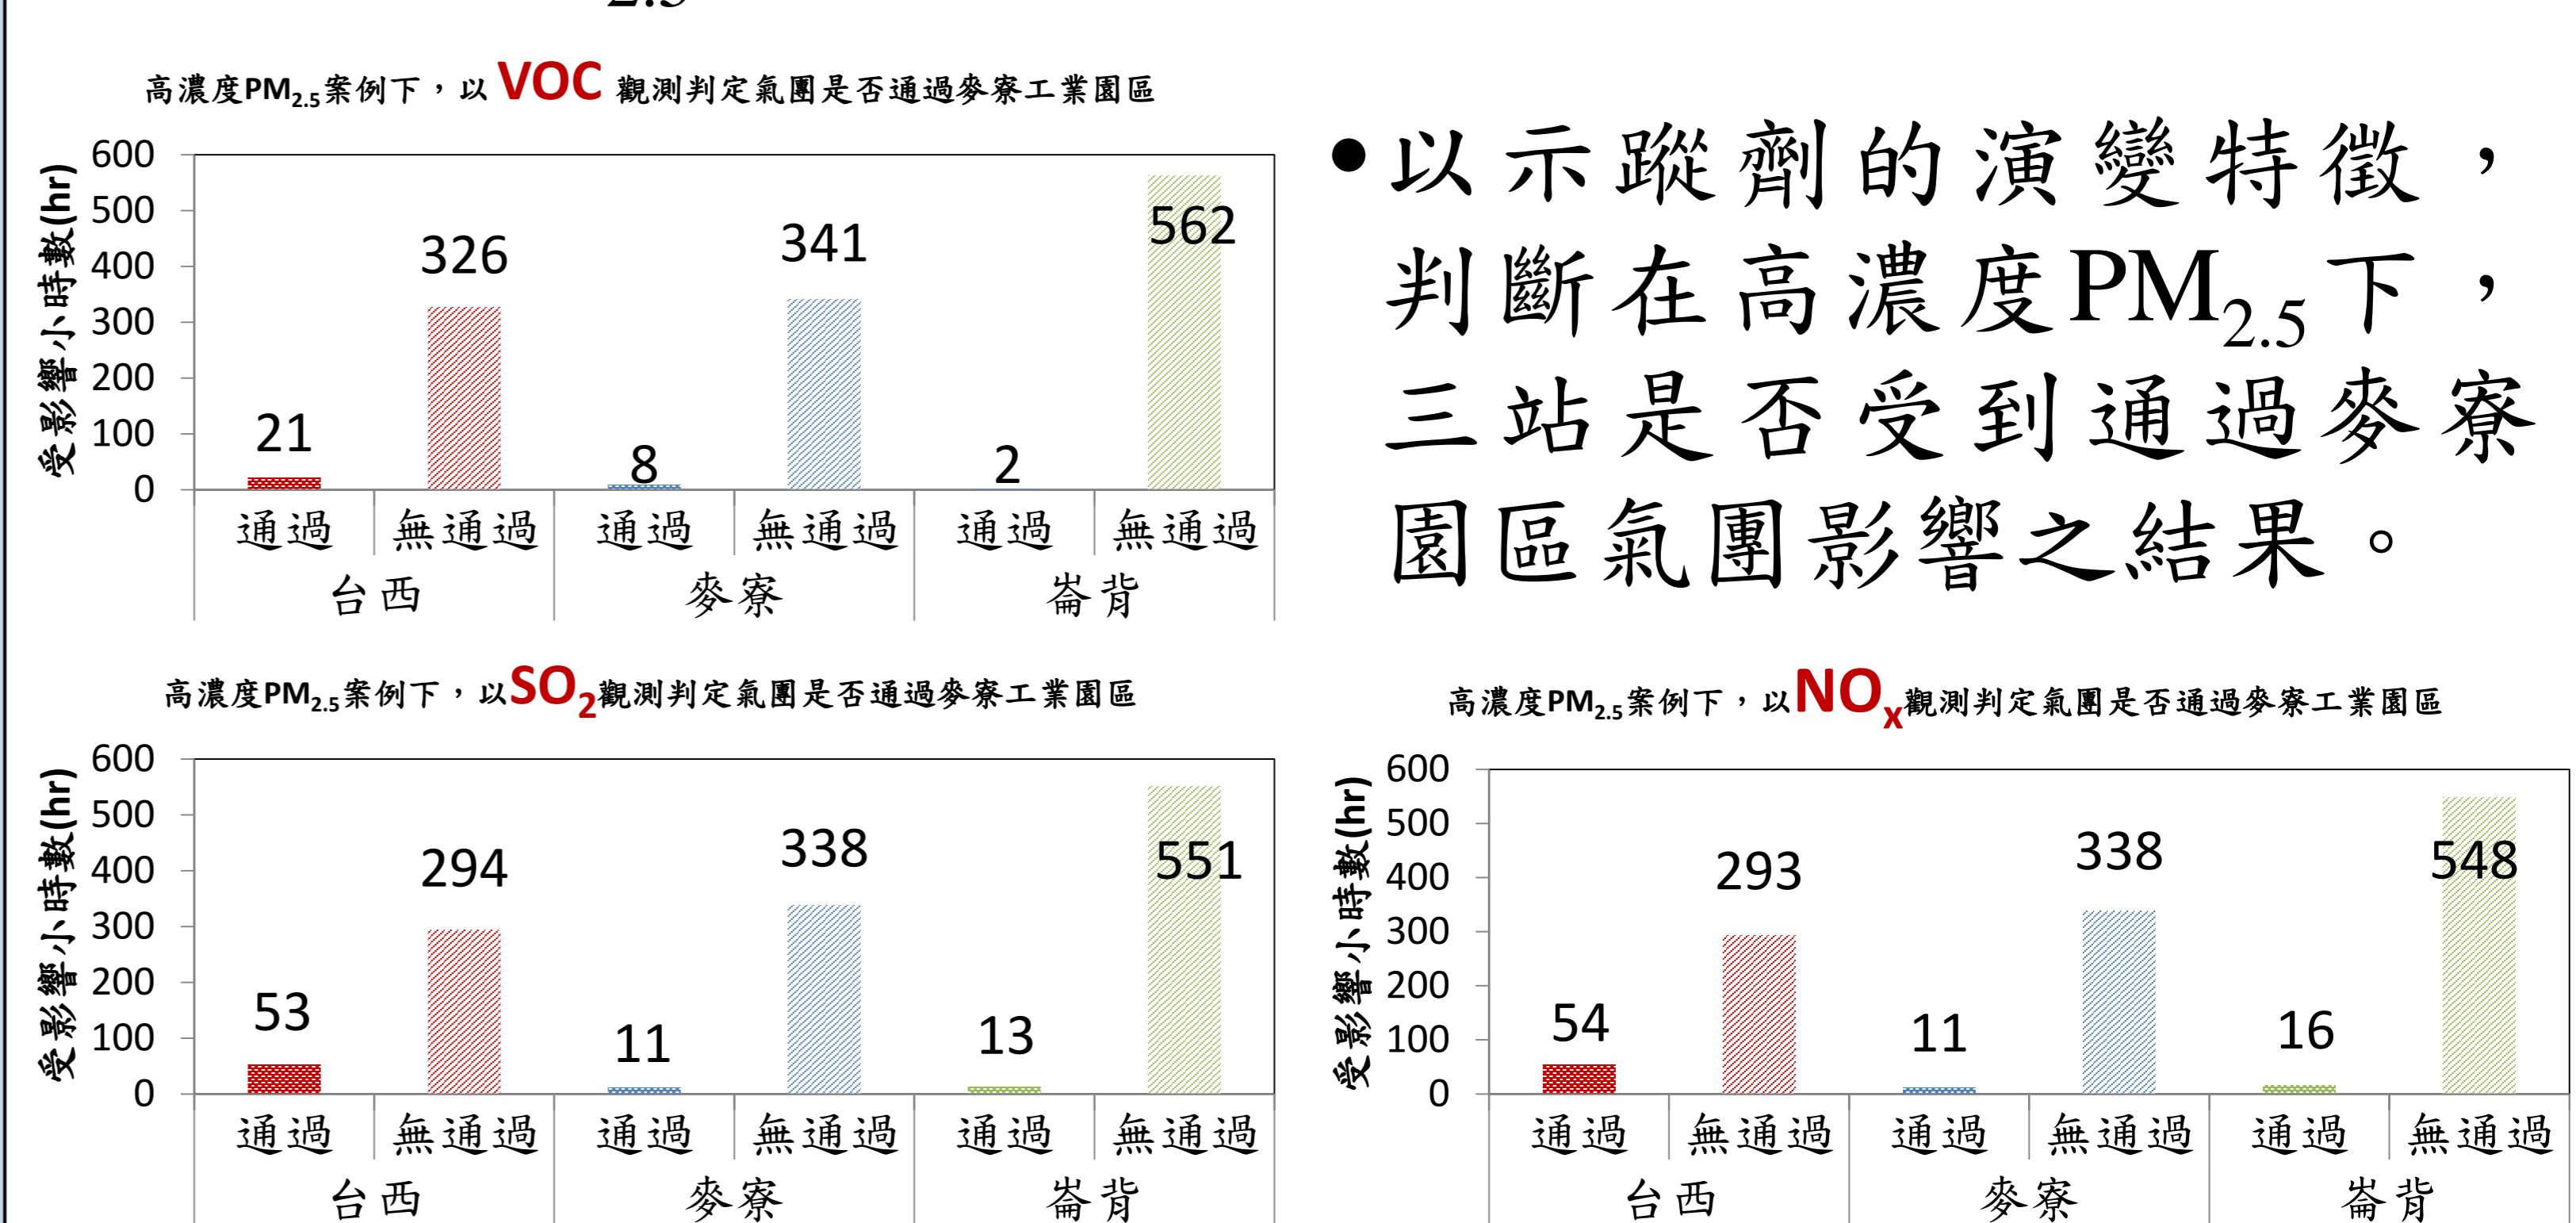 2.5
高濃度PM2.5案例下，以 VOC 觀測判定氣團是否通過麥寮工業園區
受影響小時數(hr)
600
500
400
300
200
100
0
21
326
8
341
2
562
通過 無通過 通過 無通過 通過 無通過
台西 麥寮 崙背
•以示蹤劑的演變特徵，
判斷在高濃度PM2.5下，
三站是否受到通過麥寮
園區氣團影響之結果。
高濃度PM2.5案例下，以SO2觀測判定氣團是否通過麥寮工業園區
受影響小時數(hr)
600
500
400
300
200
100
0
53
294
11
338
13
551
通過 無通過 通過 無通過 通過 無通過
台西 麥寮 崙背
高濃度PM2.5案例下，以NOx觀測判定氣團是否通過麥寮工業園區
受影響小時數(hr)
600
500
400
300
200
100
0
54
293
11
338
16
548
通過 無通過 通過 無通過 通過 無通過
台西 麥寮 崙背